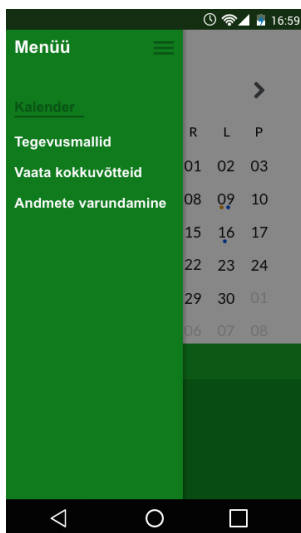 16:59
Menüü
Kalender
Tegevusmallid
Vaata kokkuvõtteid
Andmete varundamine
R L P
01 02 03
08 09 10
15 16 17
22 23 24
29 30 01
06 07 08